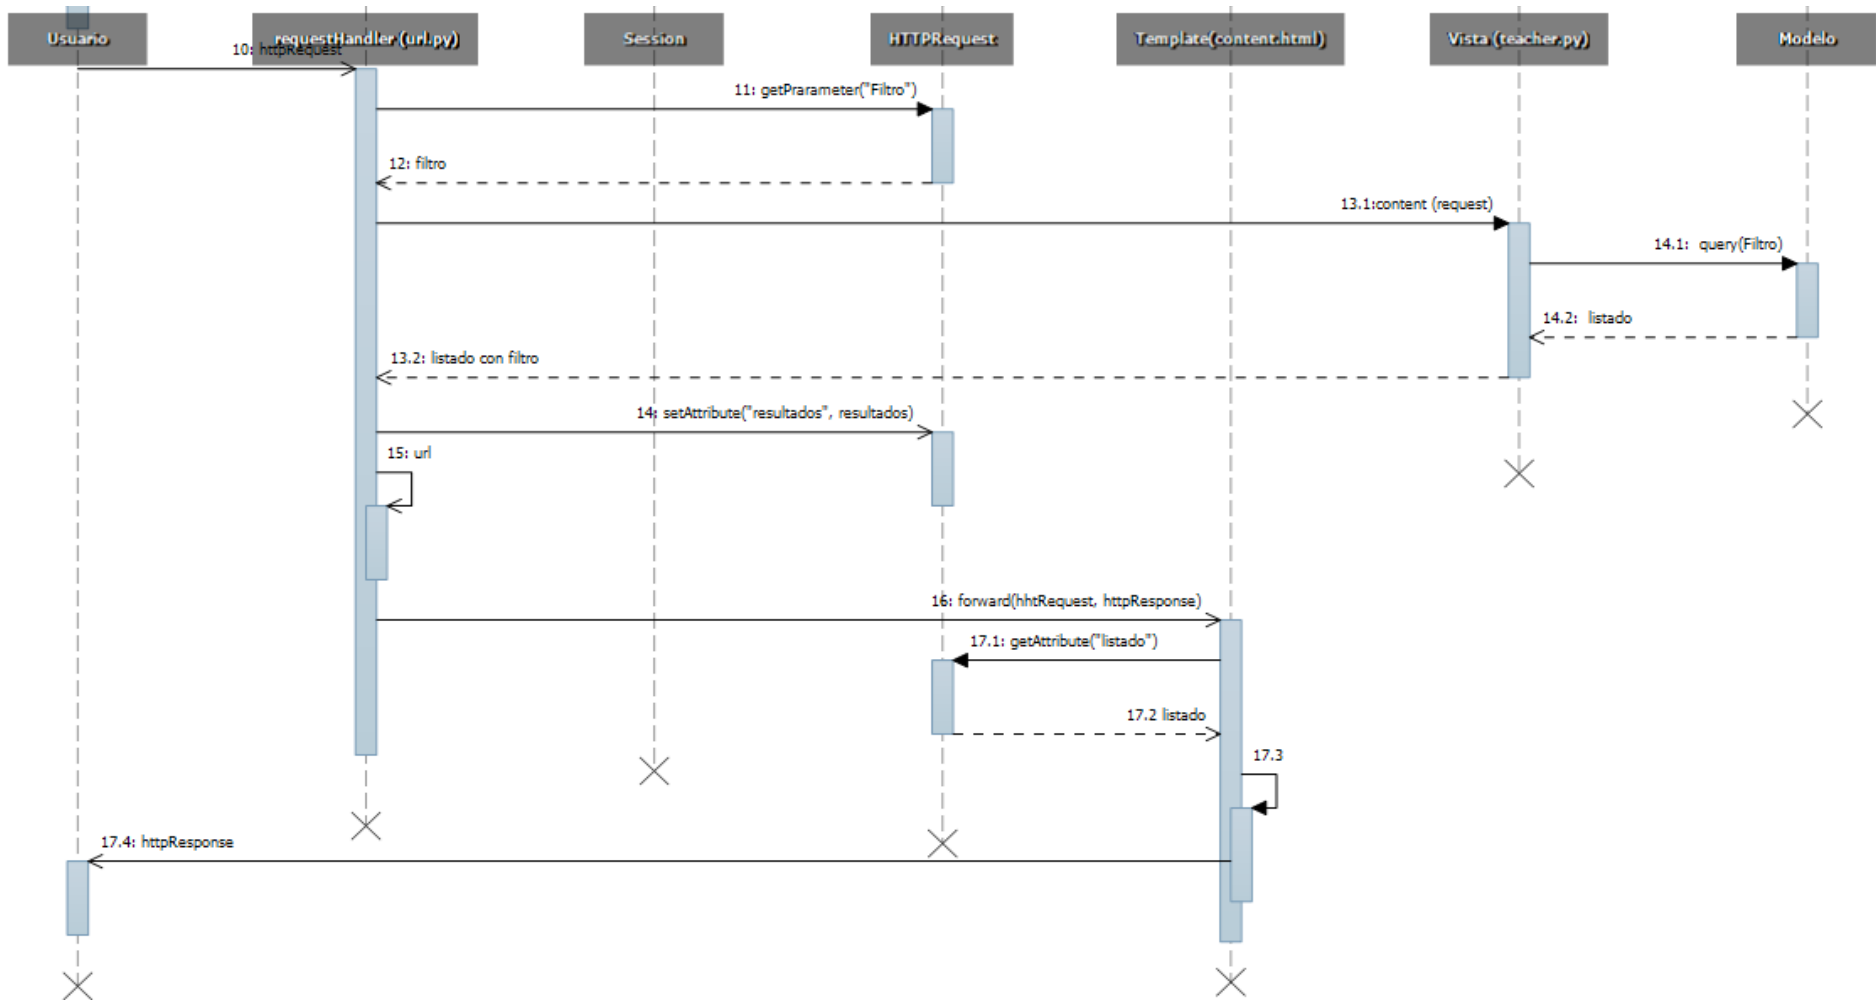 Usuario
requestHandler (url.py)
Session
HTTPRequest
Template(content.html)
Vista (teacher.py)
Modelo
10: httpRequest
11: getPrarameter("Filtro")
12: filtro
13.1:content (request)
14.1: query(Filtro)
14.2: listado
13.2: listado con filtro
14: setAttribute("resultados", resultados)
15: url
16: forward(hhtRequest, httpResponse)
17.1: getAttribute("listado")
17.2 listado
17.3
17.4: httpResponse